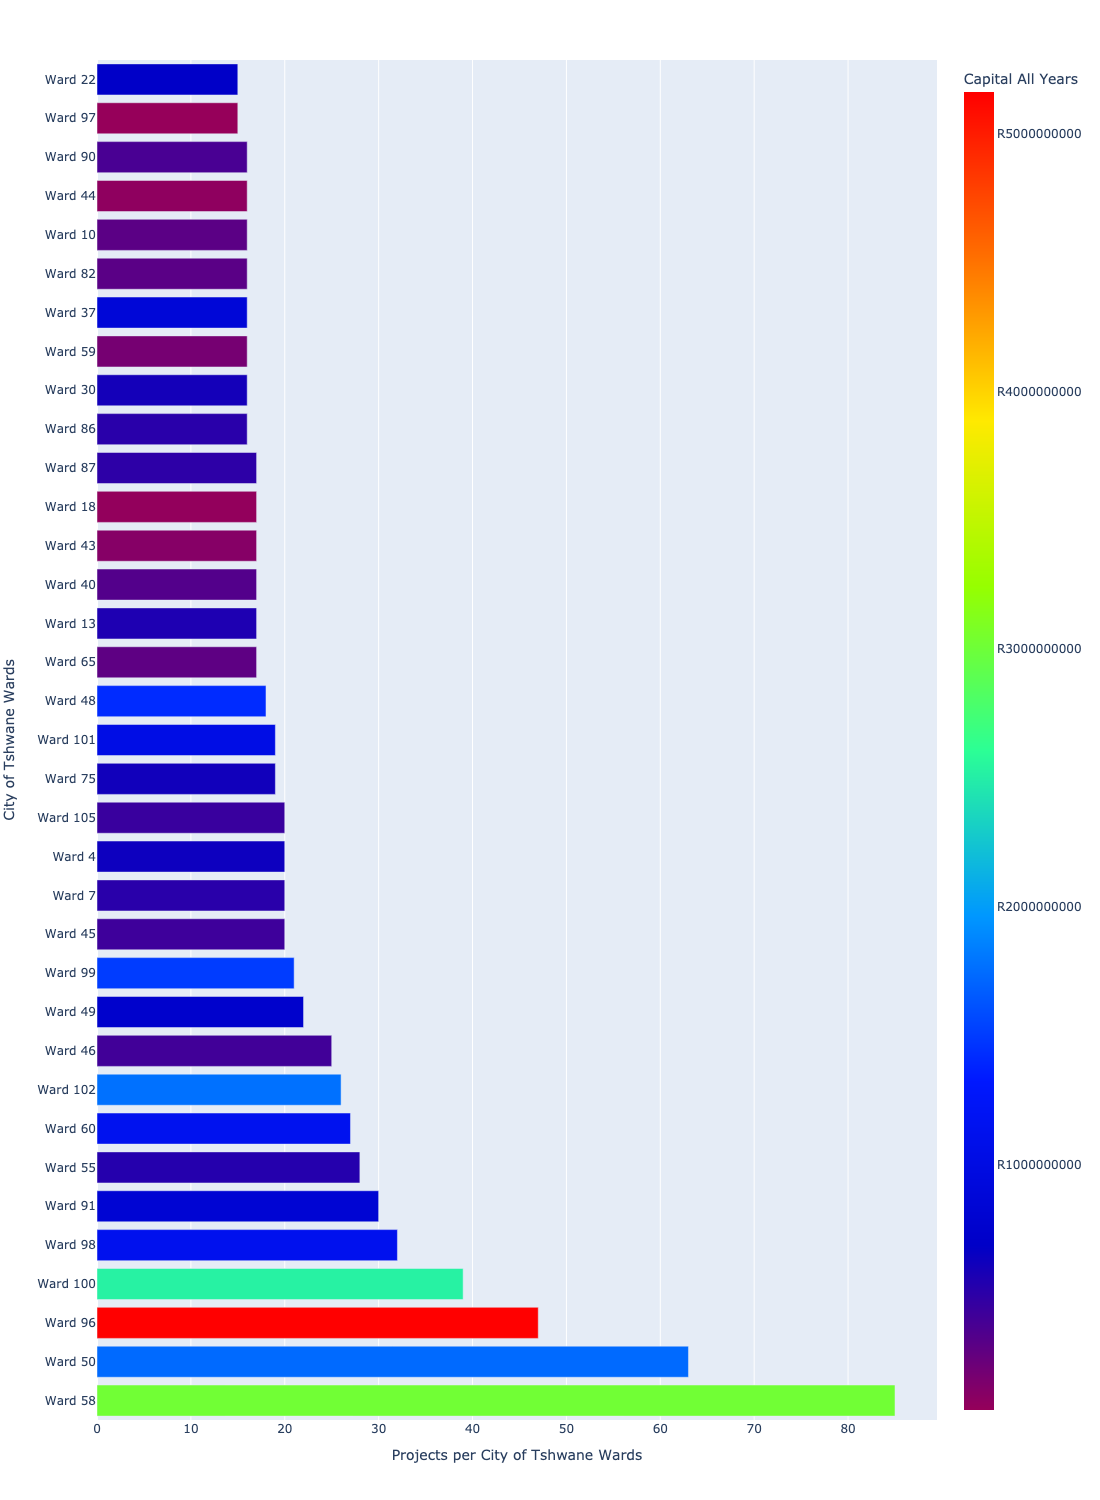 Capital All Years
R5000000000
R4000000000
R3000000000
R2000000000
R1000000000
City of Tshwane Wards
Ward 22
Ward 97
Ward 90
Ward 44
Ward 10
Ward 82
Ward 37
Ward 59
Ward 30
Ward 86
Ward 87
Ward 18
Ward 43
Ward 40
Ward 13
Ward 65
Ward 48
Ward 101
Ward 75
Ward 105
Ward 4
Ward 7
Ward 45
Ward 99
Ward 49
Ward 46
Ward 102
Ward 60
Ward 55
Ward 91
Ward 98
Ward 100
Ward 96
Ward 50
Ward 58
0 10 20 30 40 50 60 70 80
Projects per City of Tshwane Wards